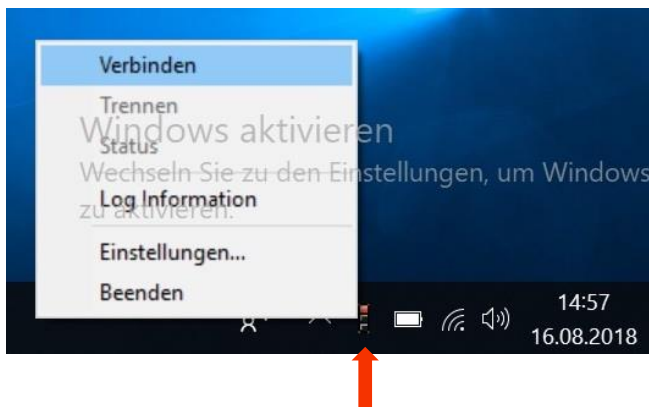 Verbinden
Trennen
Windows aktivieren
Status
Wechseln Sie zu den Einstellungen, um Windows
Log Information
zu aktivieren.
Einstellungen...
Beenden
14:57
16.08.2018